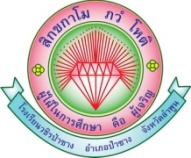 สิกขกาโม ภวํ โหติ
ผู้ใฝ่ในการศึกษา คือ ผู้เจริญ
โรงเรียนวชิรป่าซาง อำเภอป่าซาง จังหวัดลำพูน